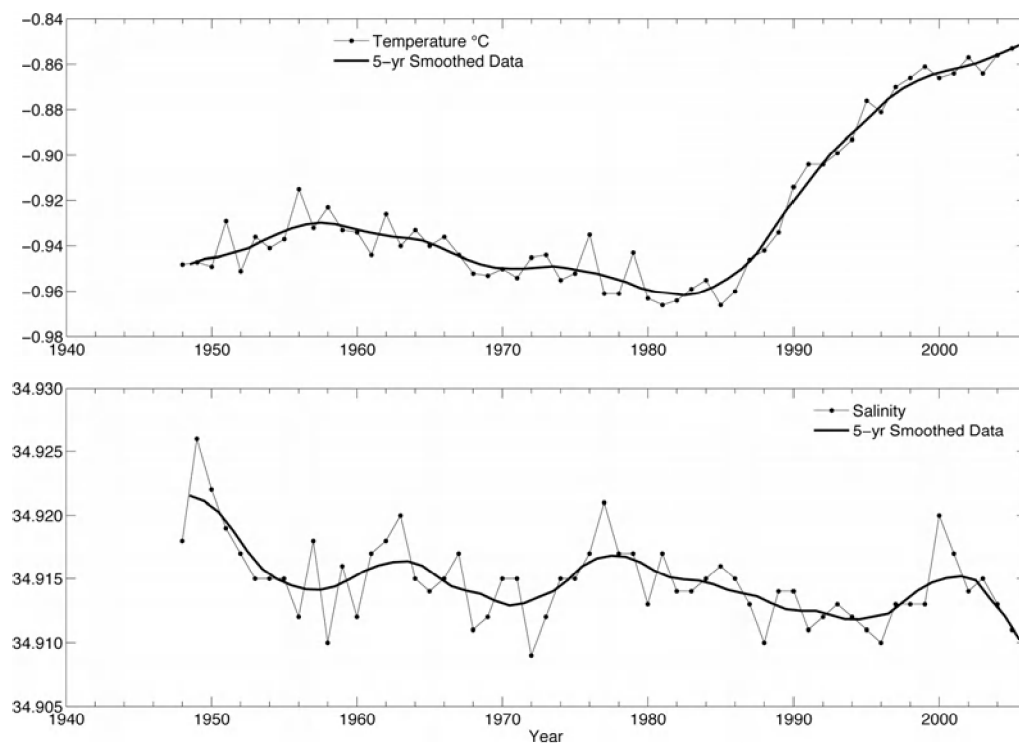 −0.84
−0.86
−0.88
−0.90
−0.92
−0.94
−0.96
−0.98
Temperature °C
5−yr Smoothed Data
1940 1950 1960 1970 1980 1990 2000
34.930
34.925
34.920
34.915
34.910
34.905
Salinity
5−yr Smoothed Data
1940 1950 1960 1970 1980 1990 2000
Year